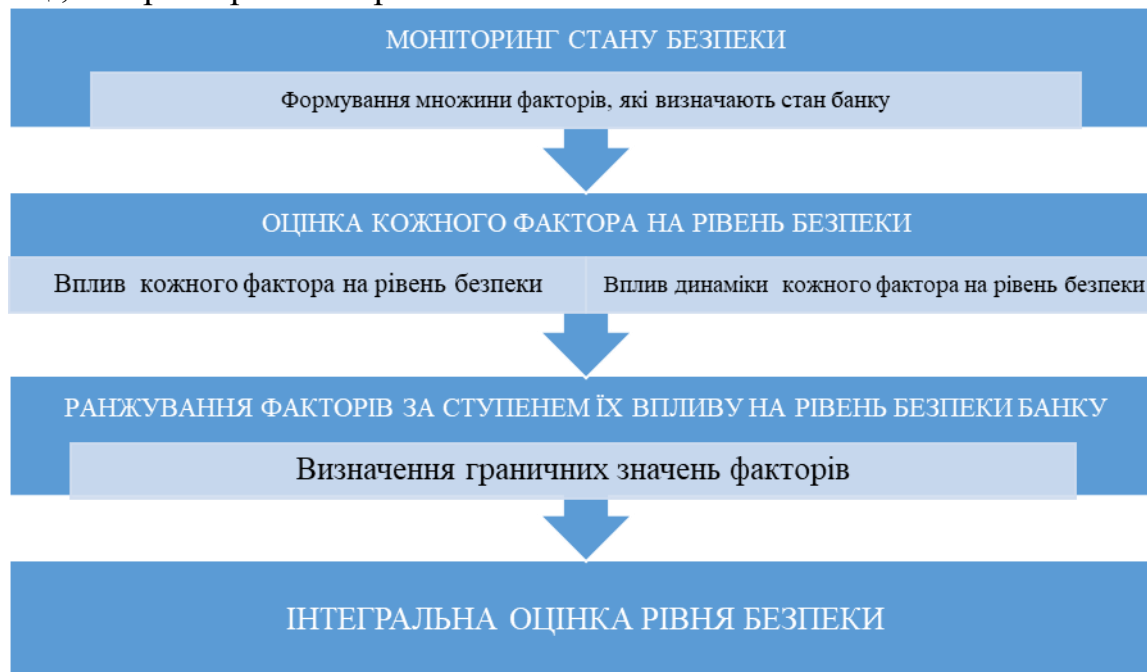 МОНІТОРИНГ СТАНУ БЕЗПЕКИ
Формування множини факторів, які визначають стан банку
ОЦІНКА КОЖНОГО ФАКТОРА НА РІВЕНЬ БЕЗПЕКИ
Вплив кожного фактора на рівень безпеки
Вплив динаміки кожного фактора на рівень безпеки
РАНЖУВАННЯ ФАКТОРІВ ЗА СТУПЕНЕМ ЇХ ВПЛИВУ НА РІВЕНЬ БЕЗПЕКИ БАНКУ
Визначення граничних значень факторів
ІНТЕГРАЛЬНА ОЦІНКА РІВНЯ БЕЗПЕКИ